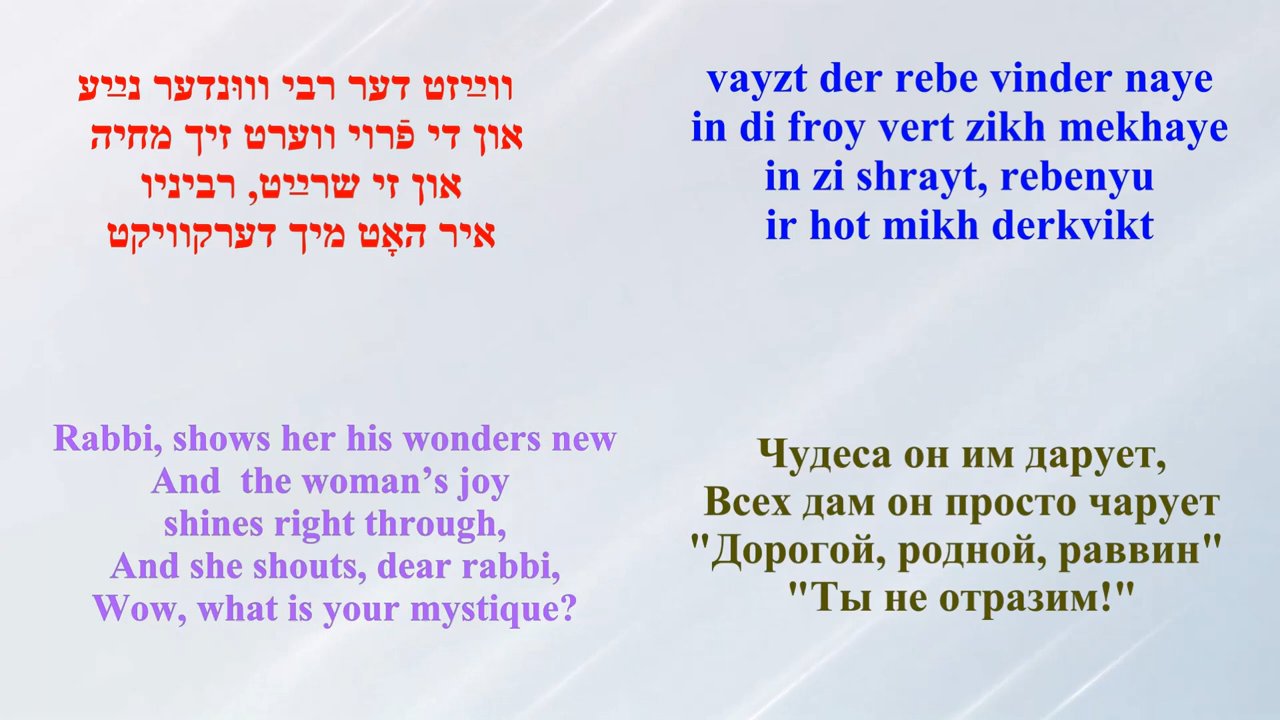 ווײַזט דער רבי וווּנדער נײַע
און די פֿרוי ווערט זיך מחיה
און זי שרײַט, רביניו
איר האָט מיך דערקוויקט
vayzt der rebe vinder naye
in di froy vert zikh mekhaye
in zi shrayt, rebenyu
ir hot mikh derkvikt
Rabbi, shows her his wonders new
And the woman’s joy
shines right through,
And she shouts, dear rabbi,
Wow, what is your mystique?
Чудеса он им дарует,
Всех дам он просто чарует
"Дорогой, родной, раввин"
"Ты не отразим!"